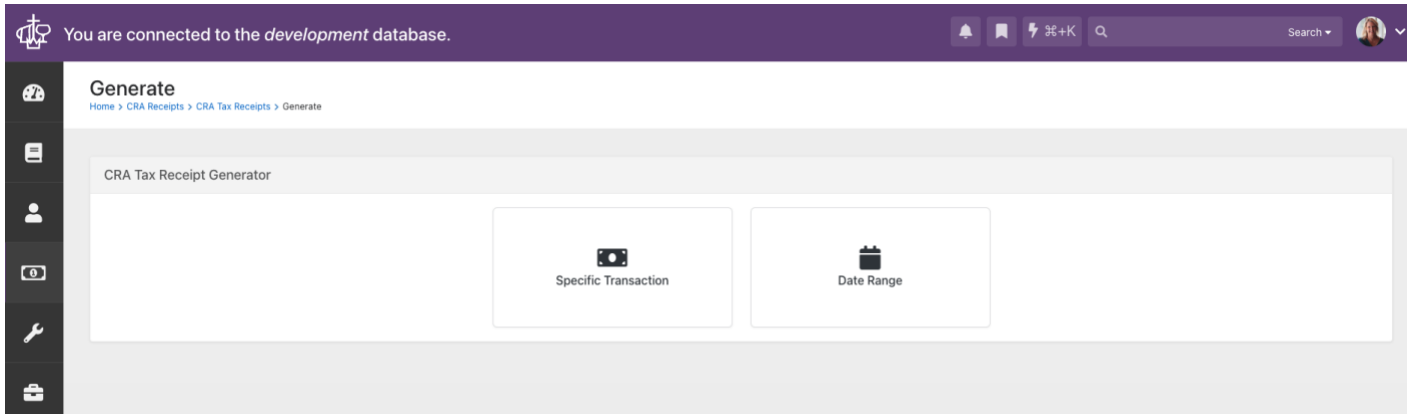 You are connected to the development database.
⌘+K
Search
Generate
Home > CRA Receipts > CRA Tax Receipts > Generate
CRA Tax Receipt Generator
Specific Transaction
Date Range